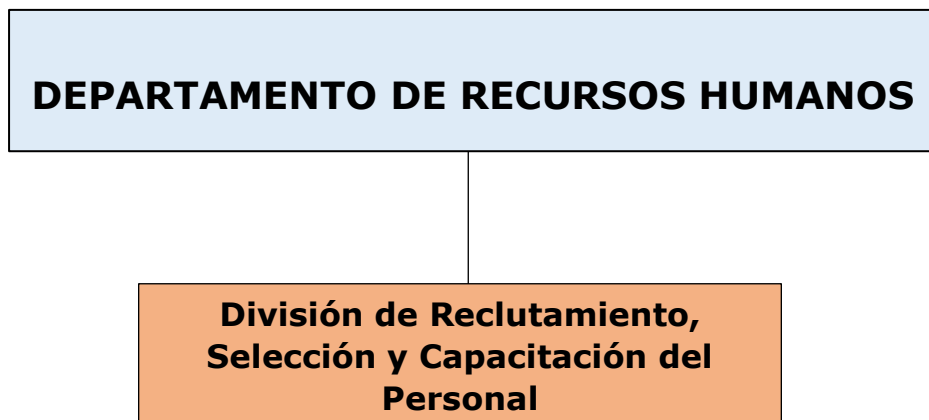 DEPARTAMENTO DE RECURSOS HUMANOS
División de Reclutamiento,
Selección y Capacitación del
Personal